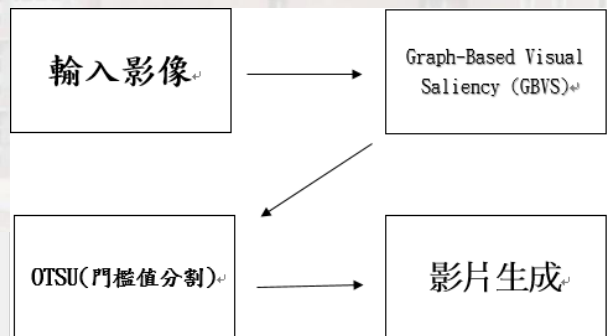 輸入影像
Graph-Based Visual
Saliency (GBVS)
OTSU(門檻值分割)
影片生成